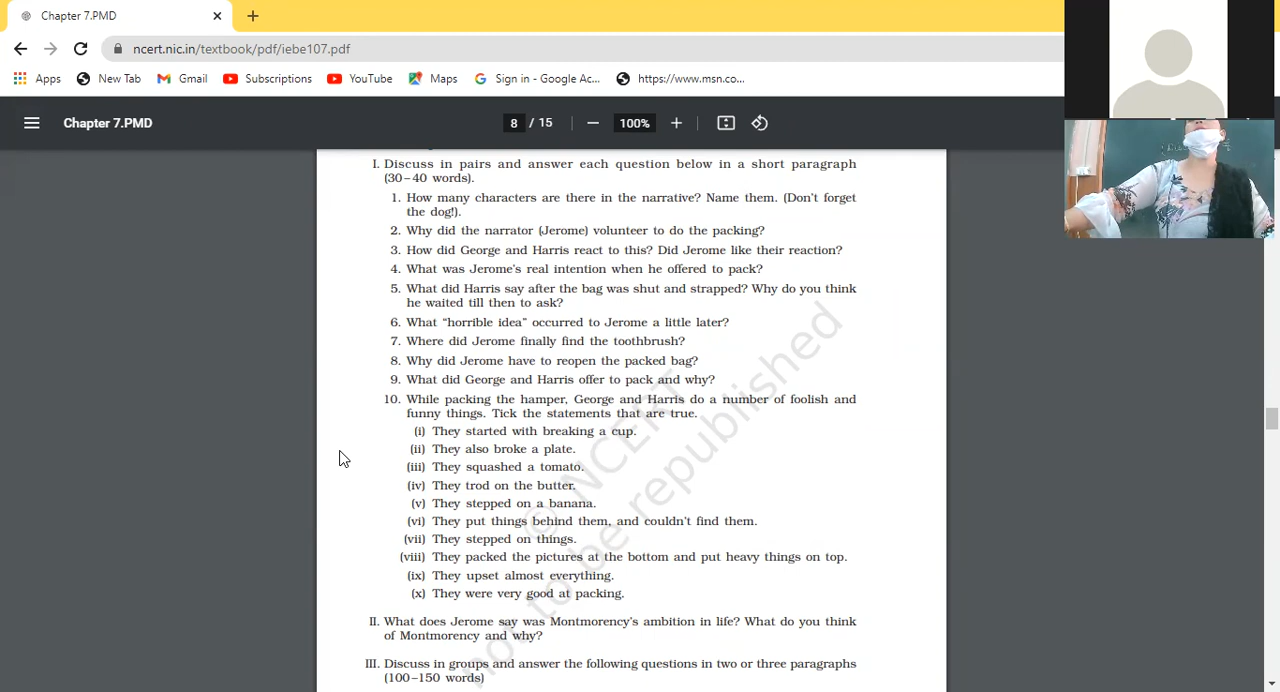 Chapter 7.PMD
ncert.nic.in/textbook/pdf/iebe107.pdf
Apps New Tab Gmail Subscriptions YouTube Maps Sign in - Google Ac... https://www.msn.co...
Chapter 7.PMD 8 / 15 100%
I. Discuss in pairs and answer each question below in a short paragraph
(30–40 words).
1. How many characters are there in the narrative? Name them. (Don't forget
the dog!).
2. Why did the narrator (Jerome) volunteer to do the packing?
3. How did George and Harris react to this? Did Jerome like their reaction?
4. What was Jerome's real intention when he offered to pack?
5. What did Harris say after the bag was shut and strapped? Why do you think
he waited till then to ask?
6. What “horrible idea” occurred to Jerome a little later?
7. Where did Jerome finally find the toothbrush?
8. Why did Jerome have to reopen the packed bag?
9. What did George and Harris offer to pack and why?
10. While packing the hamper, George and Harris do a number of foolish and
funny things. Tick the statements that are true.
(i) They started with breaking a cup.
(ii) They also broke a plate.
(iii) They squashed a tomato.
(iv) They trod on the butter.
(v) They stepped on a banana.
(vi) They put things behind them, and couldn't find them.
(vii) They stepped on things.
(viii) They packed the pictures at the bottom and put heavy things on top.
(ix) They upset almost everything.
(x) They were very good at packing.
II. What does Jerome say was Montmorency's ambition in life? What do you think
of Montmorency and why?
III. Discuss in groups and answer the following questions in two or three paragraphs
(100–150 words)
© NCERT
not to be republished